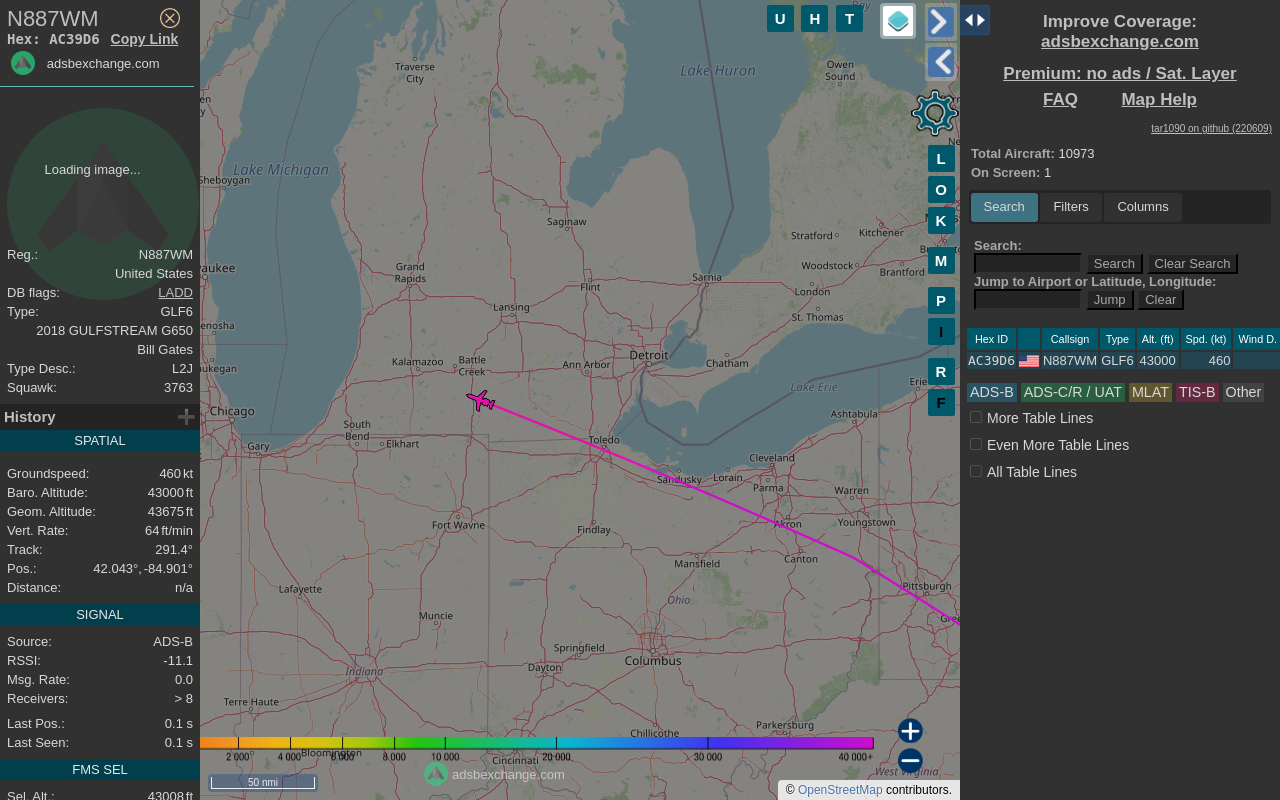 N887WM
Hex: AC39D6 Copy Link
adsbexchange.com
Loading image...
Reg.: N887WM
United States
DB flags: LADD
Type: GLF6
2018 GULFSTREAM G650
Bill Gates
Type Desc.: L2J
Squawk: 3763
History
SPATIAL
Groundspeed: 460 kt
Baro. Altitude: 43000 ft
Geom. Altitude: 43675 ft
Vert. Rate: 64 ft/min
Track: 291.4°
Pos.: 42.043°, -84.901°
Distance: n/a
SIGNAL
Source: ADS-B
RSSI: -11.1
Msg. Rate: 0.0
Receivers: > 8
Last Pos.: 0.1 s
Last Seen: 0.1 s
FMS SEL
Sel. Alt.: 43008 ft
U H T
L
O
K
M
P
I
R
F
Bay
Lake Huron
Traverse
City
Owen
Sound
Lake Michigan
Sheboygan
Saginaw
Stratford
Kitchener
Woodstock
Brantford
waukee
Grand
Rapids
Flint
Sarnia
London
St. Thomas
Lansing
enosha
Detroit
Kalamazoo
Battle
Creek
Ann Arbor
Chatham
ukegan
Lake Erie
Erie
Chicago
Ashtabula
South
Bend
Elkhart
Gary
Toledo
Cleveland
Sandusky
Lorain
Parma
Warren
Fort Wayne
Findlay
Akron
Youngstown
Canton
Mansfield
Lafayette
Pittsburgh
Ohio
Muncie
Gree
Springfield
Columbus
Dayton
Indiana
Terre Haute
Parkersburg
Chillicothe
Bloomington
Cincinnati
West Virginia
2 000 4 000 6 000 8 000 10 000 20 000 30 000 40 000+
adsbexchange.com
50 nmi
© OpenStreetMap contributors.
Improve Coverage:
adsbexchange.com
Premium: no ads / Sat. Layer
FAQ Map Help
tar1090 on github (220609)
Total Aircraft: 10973
On Screen: 1
Search Filters Columns
Search:
Search Clear Search
Jump to Airport or Latitude, Longitude:
Jump Clear
Hex ID Callsign Type Alt. (ft) Spd. (kt) Wind D.
AC39D6 N887WM GLF6 43000 460
ADS-B ADS-C/R / UAT MLAT TIS-B Other
More Table Lines
Even More Table Lines
All Table Lines